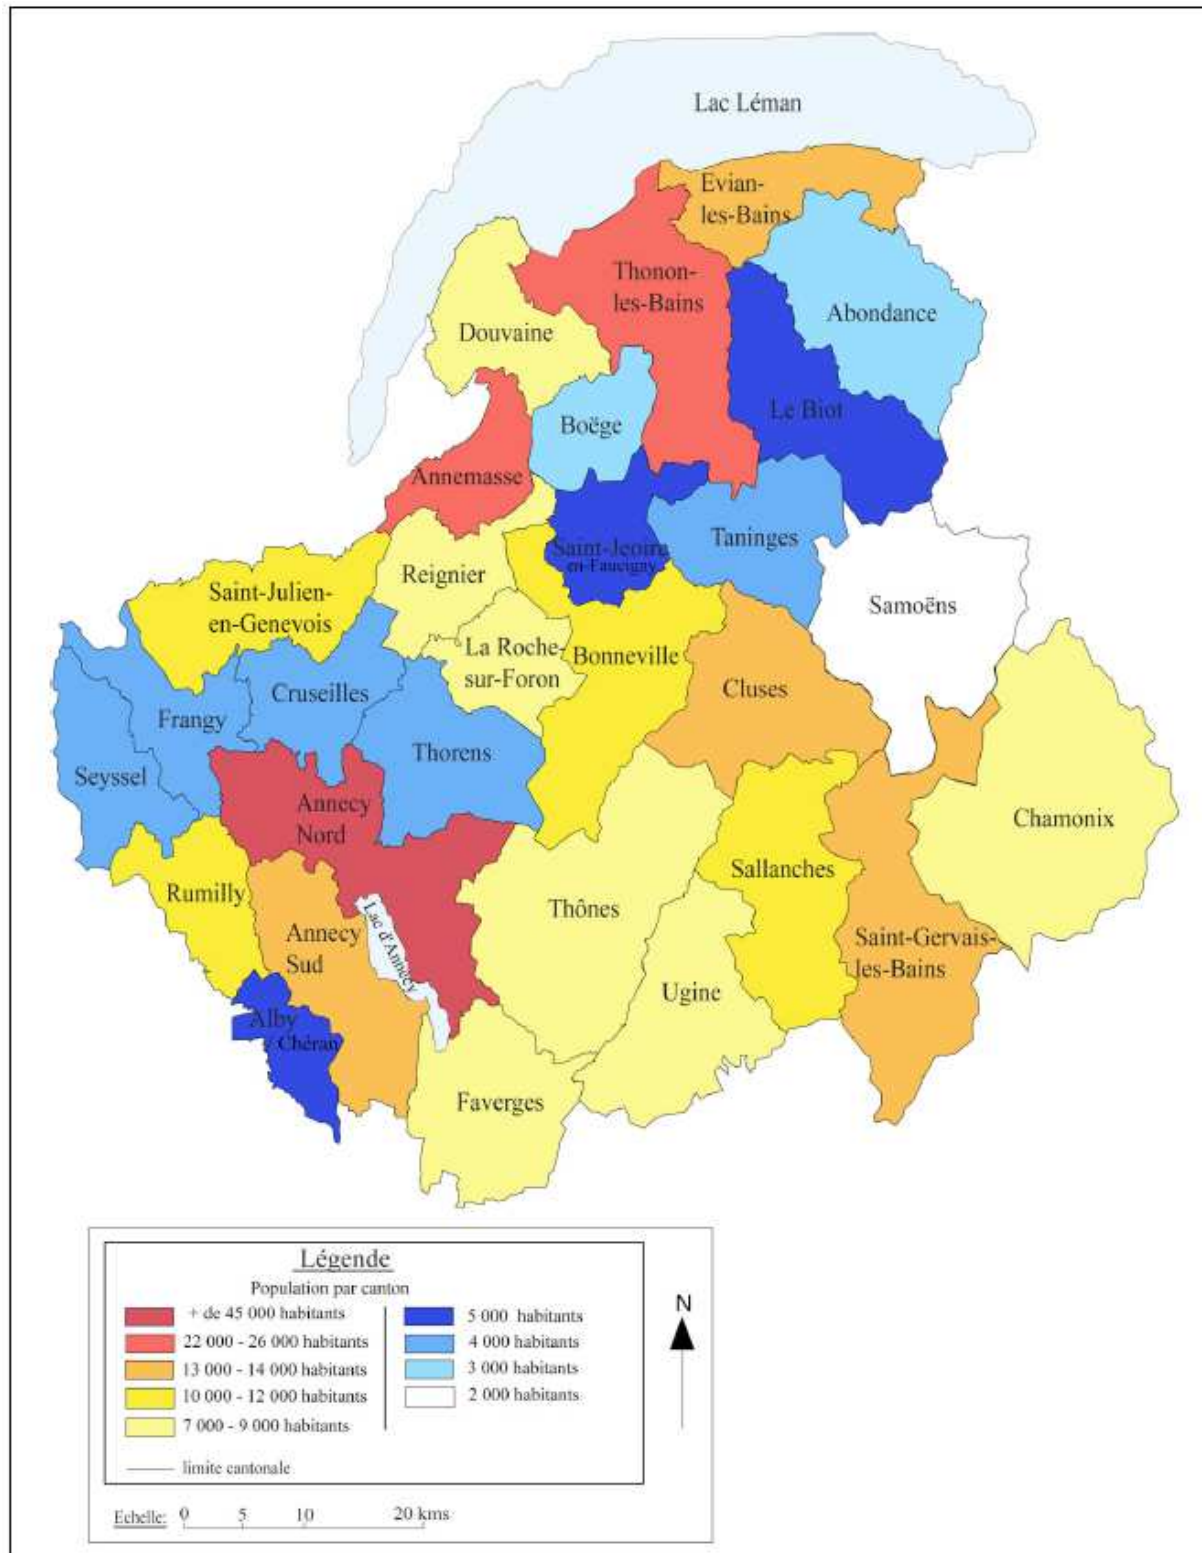 Lac Léman
Evian-
les-Bains
Thonon-
les-Bains
Abondance
Douvaine
Le Biot
Boëge
Annemasse
Taninges
Saint-Jeoire
en-Faucigny
Reignier
Saint-Julien-
en-Genevois
Samoëns
La Roche-
sur-Foron
Bonneville
Cluses
Cruseilles
Frangy
Thorens
Seyssel
Annecy
Nord
Chamonix
Sallanches
Rumilly
Thônes
Lac d'Annecy
Annecy
Sud
Saint-Gervais-
les-Bains
Ugine
Alby
/ Chéran
Faverges
Légende
Population par canton
+ de 45 000 habitants
22 000 - 26 000 habitants
13 000 - 14 000 habitants
10 000 - 12 000 habitants
7 000 - 9 000 habitants
5 000 habitants
4 000 habitants
3 000 habitants
2 000 habitants
limite cantonale
N
Echelle: 0 5 10 20 kms